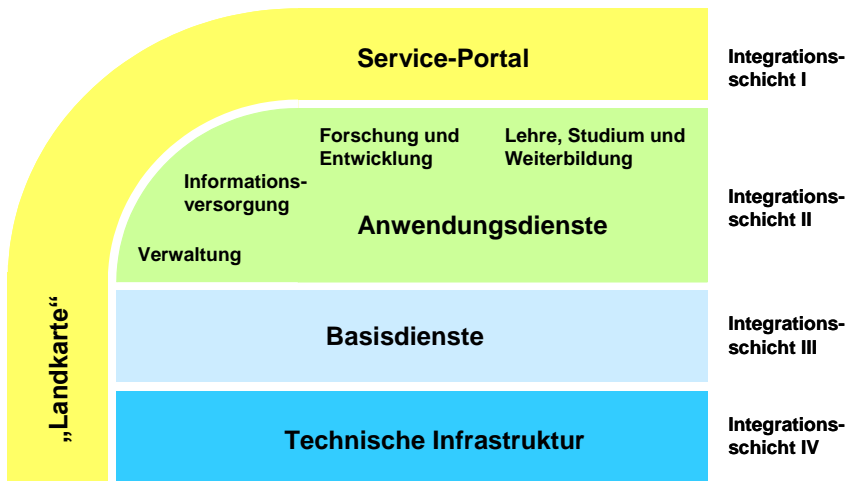 Service-Portal
Integrations-
schicht I
Forschung und
Entwicklung
Lehre, Studium und
Weiterbildung
Informations-
versorgung
Anwendungsdienste
Verwaltung
Integrations-
schicht II
„Landkarte“
Basisdienste
Integrations-
schicht III
Technische Infrastruktur
Integrations-
schicht IV